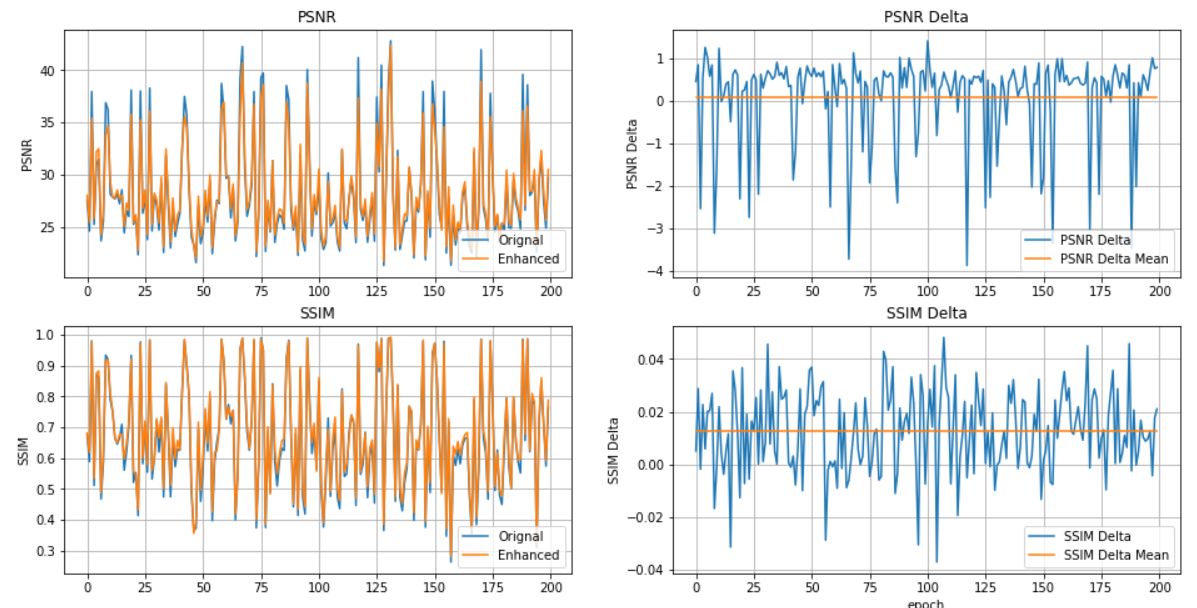 PSNR
PSNR
40
35
30
25
0 25 50 75 100 125 150 175 200
Orignal
Enhanced
PSNR Delta
PSNR Delta
1
0
−1
−2
−3
−4
0 25 50 75 100 125 150 175 200
PSNR Delta
PSNR Delta Mean
SSIM
SSIM
1.0
0.9
0.8
0.7
0.6
0.5
0.4
0.3
0 25 50 75 100 125 150 175 200
Orignal
Enhanced
SSIM Delta
SSIM Delta
0.04
0.02
0.00
−0.02
−0.04
0 25 50 75 100 125 150 175 200
epoch
SSIM Delta
SSIM Delta Mean